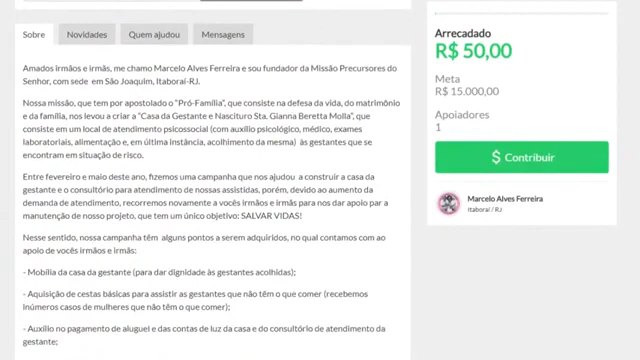 Sobre
Novidades
Quem ajudou
Mensagens
Amados irmãos e irmãs, me chamo Marcelo Alves Ferreira e sou fundador da Missão Precursores do
Senhor, com sede em São Joaquim, Itaboraí-RJ.
Nossa missão, que tem por apostolado o "Pró-Família", que consiste na defesa da vida, do matrimônio
e da família, nos levou a criar a "Casa da Gestante e Nascituro Sta. Gianna Beretta Molla", que
consiste em um local de atendimento psicossocial (com auxílio psicológico, médico, exames
laboratoriais, alimentação e, em última instância, acolhimento da mesma) às gestantes que se
encontram em situação de risco.
Entre fevereiro e maio deste ano, fizemos uma campanha que nos ajudou a construir a casa da
gestante e o consultório para atendimento de nossas assistidas, porém, devido ao aumento da
demanda de atendimento, recorremos novamente a vocês irmãos e irmãs para nos dar apoio par a
manutenção de nosso projeto, que tem um único objetivo: SALVAR VIDAS!
Nesse sentido, nossa campanha têm alguns pontos a serem adquiridos, no qual contamos com ao
apoio de vocês irmãos e irmãs:
- Mobília da casa da gestante (para dar dignidade às gestantes acolhidas);
- Aquisição de cestas básicas para assistir as gestantes que não têm o que comer (recebemos
inúmeros casos de mulheres que não têm o que comer);
- Auxílio no pagamento de aluguel e das contas de luz da casa e do consultório de atendimento da
gestante;
Arrecadado
R$ 50,00
Meta
R$ 15.000,00
Apoiadores
1
$ Contribuir
Marcelo Alves Ferreira
Itaboraí / RJ